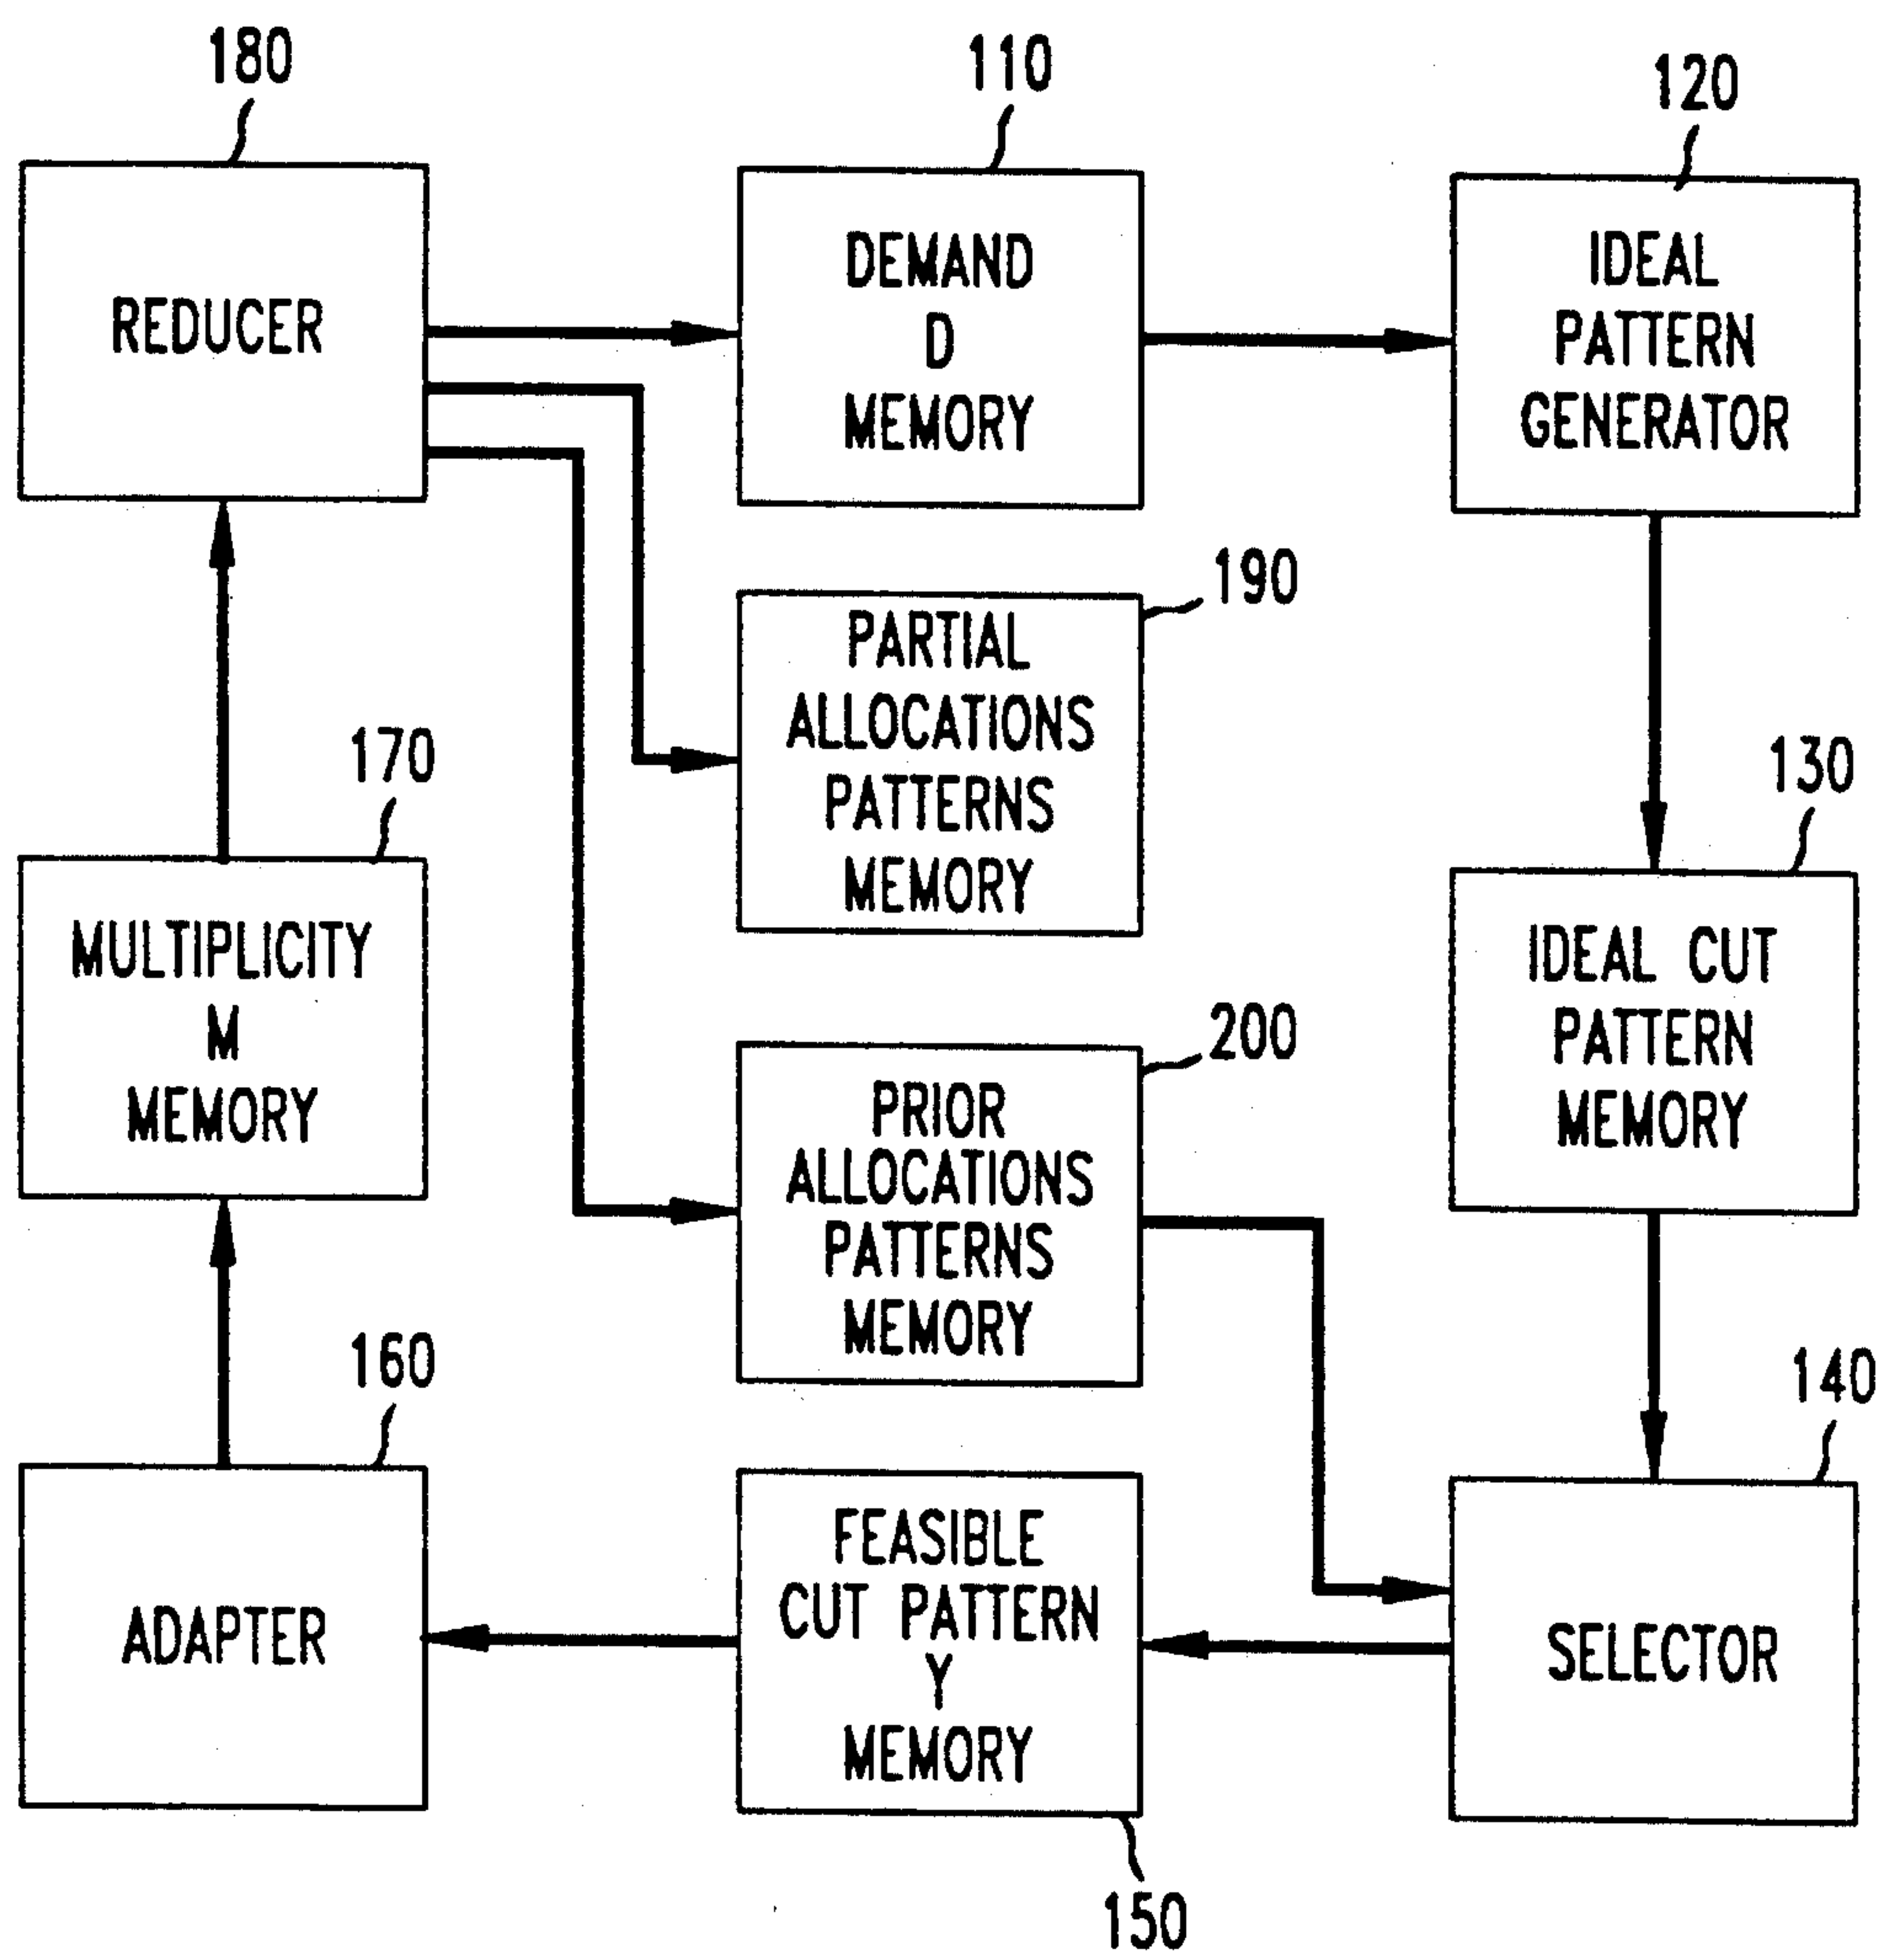 180
110
120
REDUCER
DEMAND
D
MEMORY
IDEAL
PATTERN
GENERATOR
190
PARTIAL
ALLOCATIONS
PATTERNS
MEMORY
170
130
MULTIPLICITY
M
MEMORY
IDEAL CUT
PATTERN
MEMORY
200
PRIOR
ALLOCATIONS
PATTERNS
MEMORY
160
140
ADAPTER
FEASIBLE
CUT PATTERN
Y
MEMORY
SELECTOR
150